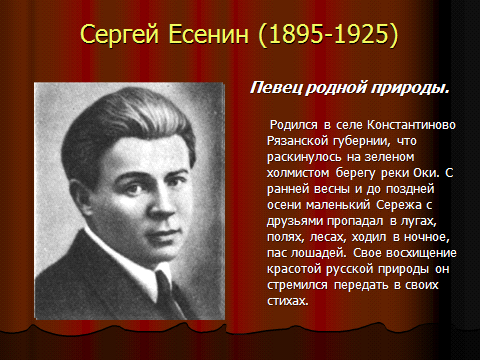 Сергей Есенин (1895-1925)
Певец родной природы.
Родился в селе Константиново
Рязанской губернии, что
раскинулось на зеленом
холмистом берегу реки Оки. С
ранней весны и до поздней
осени маленький Сережа с
друзьями пропадал в лугах,
полях, лесах, ходил в ночное,
пас лошадей. Свое восхищение
красотой русской природы он
стремился передать в своих
стихах.